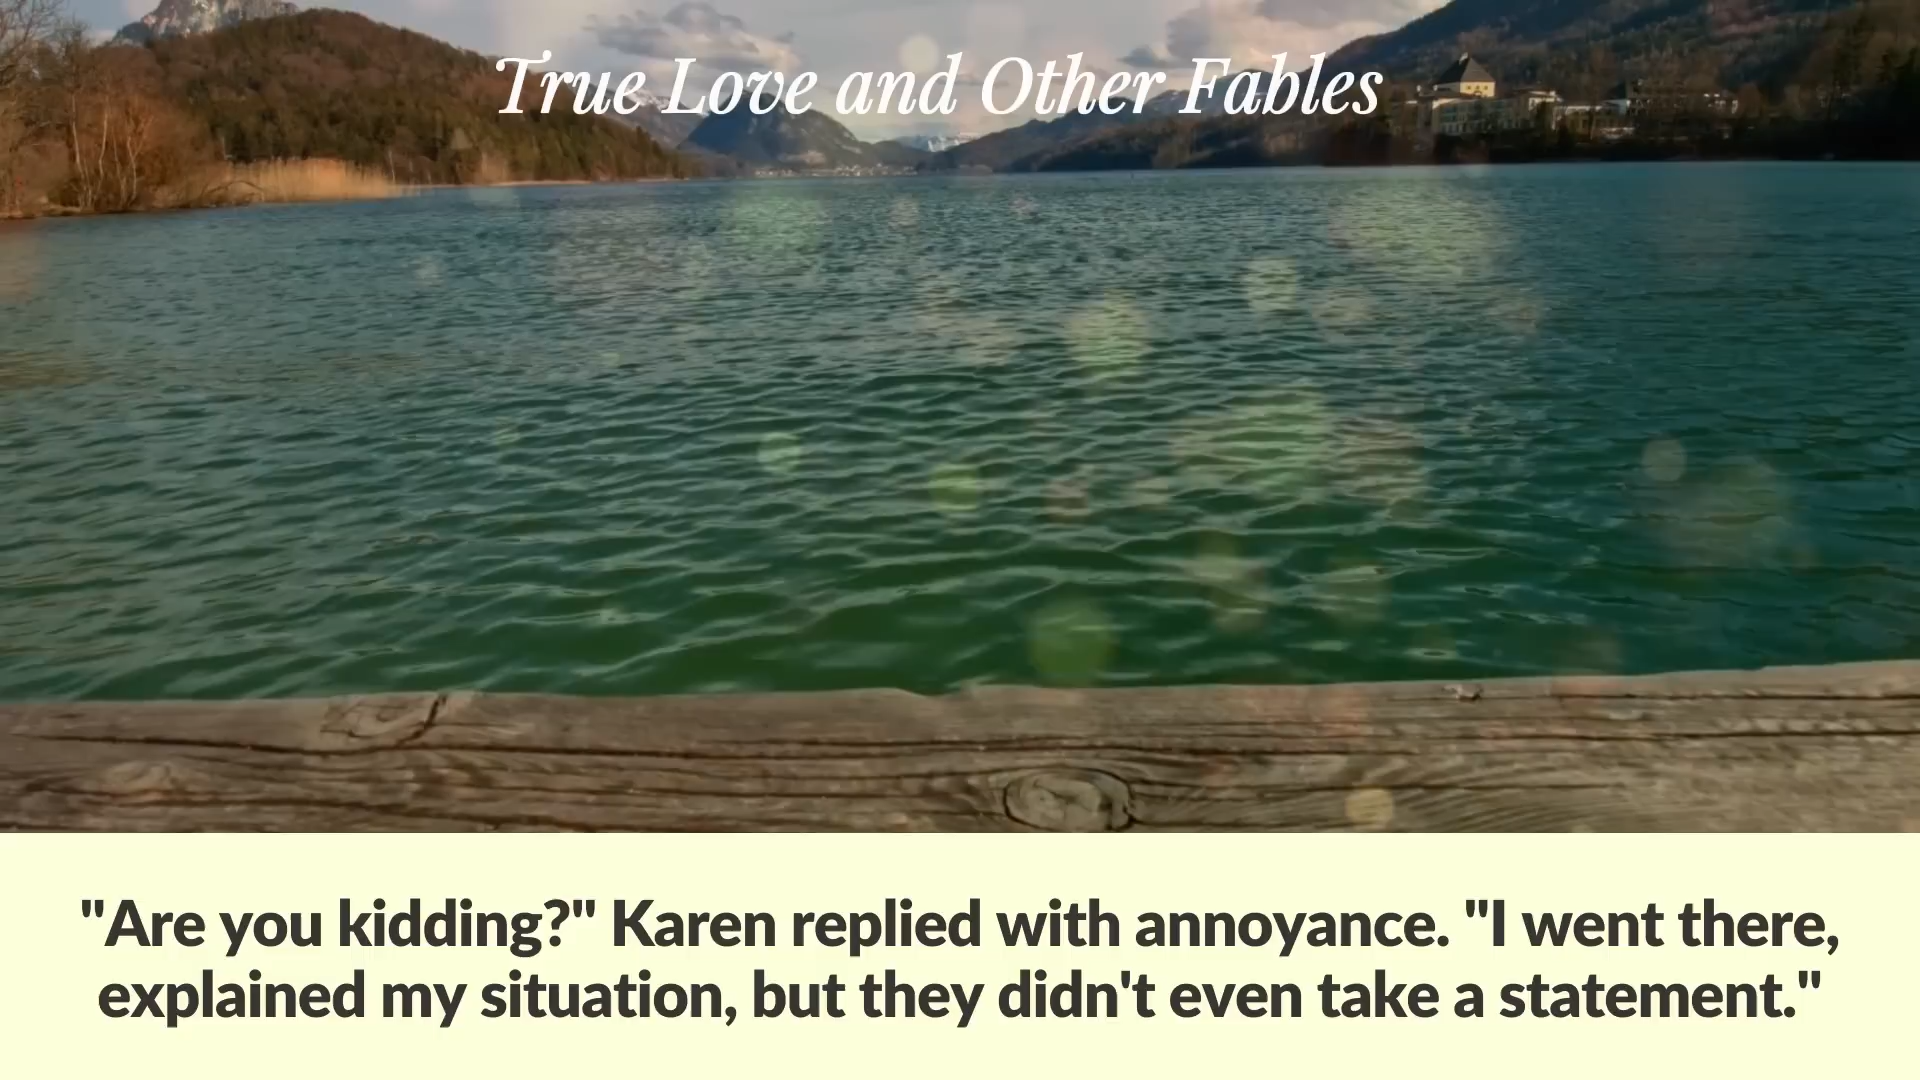 True Love and Other Fables
"Are you kidding?" Karen replied with annoyance. "I went there,
explained my situation, but they didn't even take a statement."